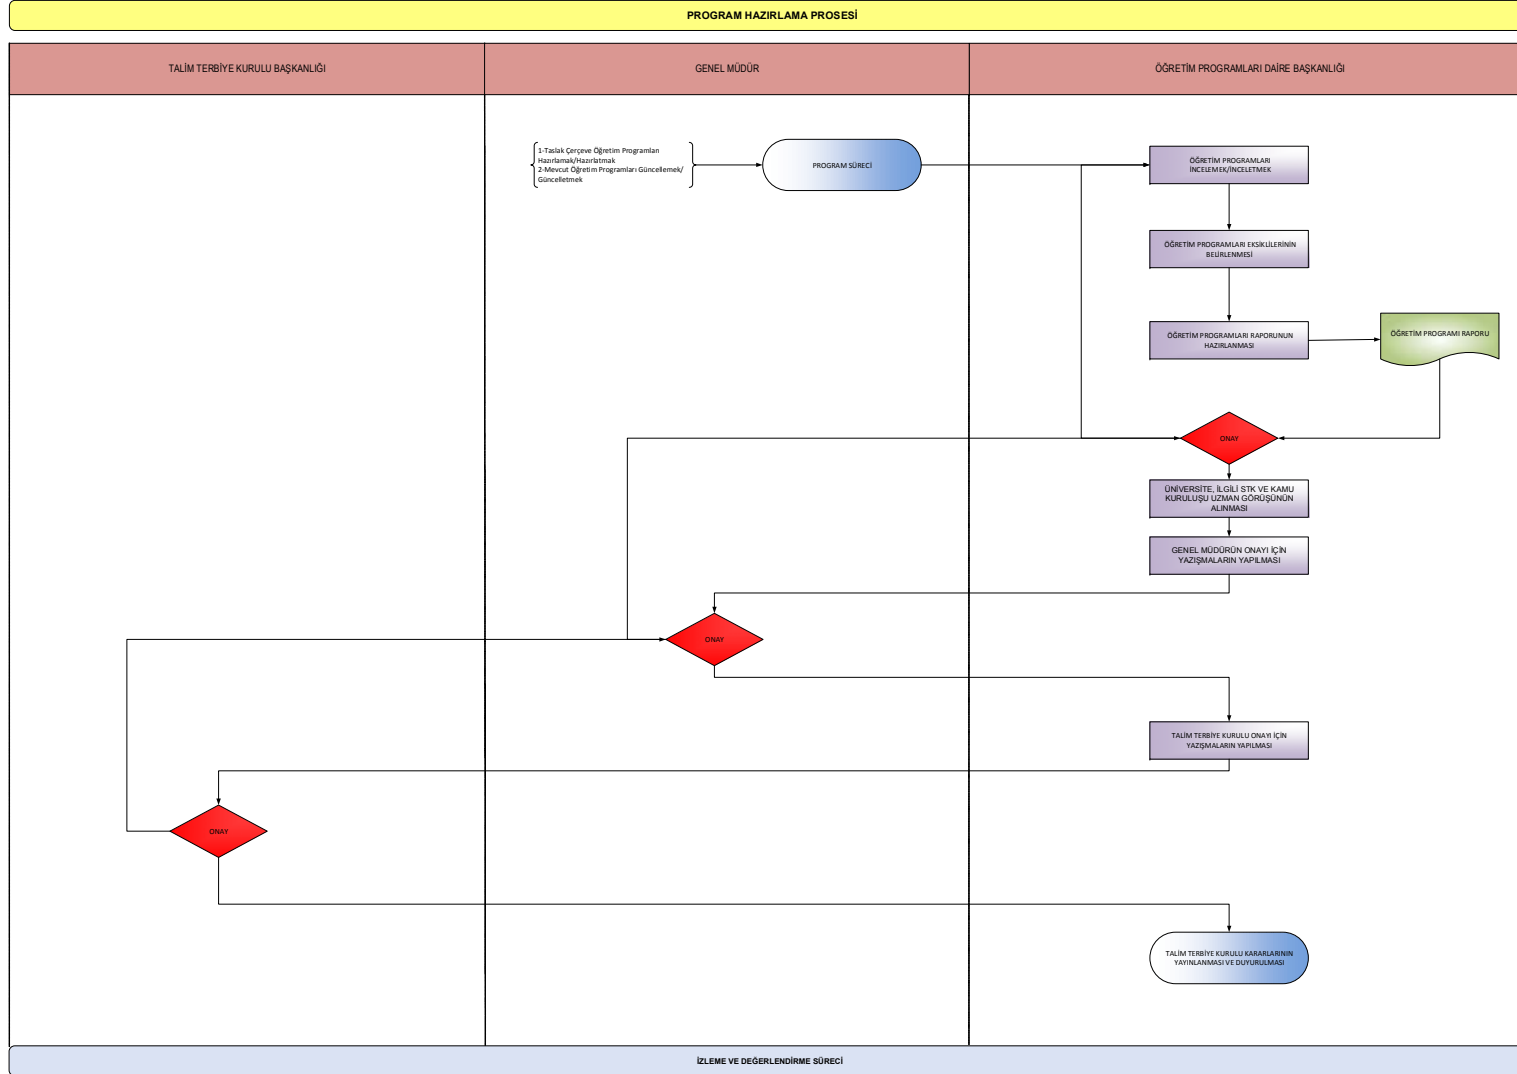 PROGRAM HAZIRLAMA PROSESİ
TALİM TERBİYE KURULU BAŞKANLIĞI
GENEL MÜDÜR
ÖĞRETİM PROGRAMLARI DAİRE BAŞKANLIĞI
1-Taslak Çerçeve Öğretim Programları
Hazırlamak/Hazırlatmak
2-Mevcut Öğretim Programları Güncellemek/
Güncelletmek
PROGRAM SÜRECİ
ÖĞRETİM PROGRAMLARI
İNCELEMEK/İNCELETMEK
ÖĞRETİM PROGRAMLARI EKSİKLİLERİNİN
BELİRLENMESİ
ÖĞRETİM PROGRAMLARI RAPORUNUN
HAZIRLANMASI
ÖĞRETİM PROGRAMI RAPORU
ONAY
ÜNİVERSİTE, İLGİLİ STK VE KAMU
KURULUŞU UZMAN GÖRÜŞÜNÜN
ALINMASI
GENEL MÜDÜRÜN ONAYI İÇİN
YAZIŞMALARIN YAPILMASI
ONAY
TALİM TERBİYE KURULU ONAYI İÇİN
YAZIŞMALARIN YAPILMASI
ONAY
TALİM TERBİYE KURULU KARARLARININ
YAYINLANMASI VE DUYURULMASI
İZLEME VE DEĞERLENDİRME SÜRECİ